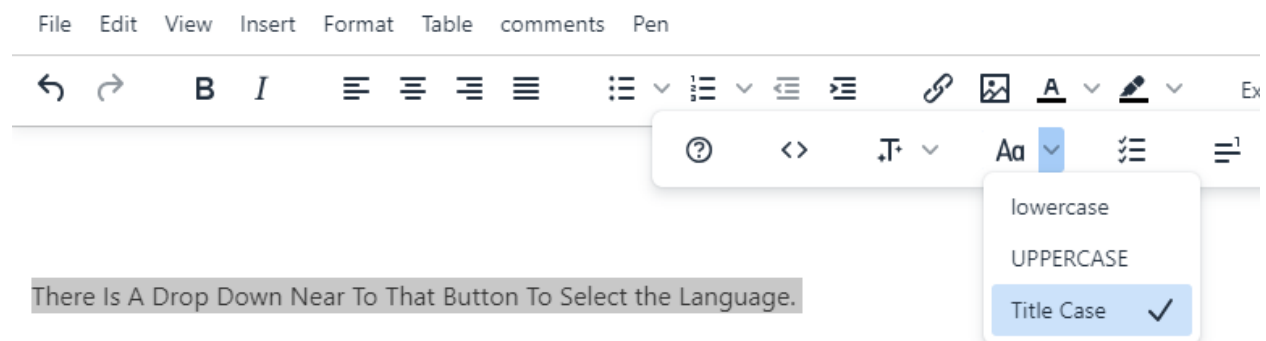 File Edit View Insert Format Table comments Pen
B I A Ex
Aa
lowercase
UPPERCASE
There Is A Drop Down Near To That Button To Select the Language.
Title Case